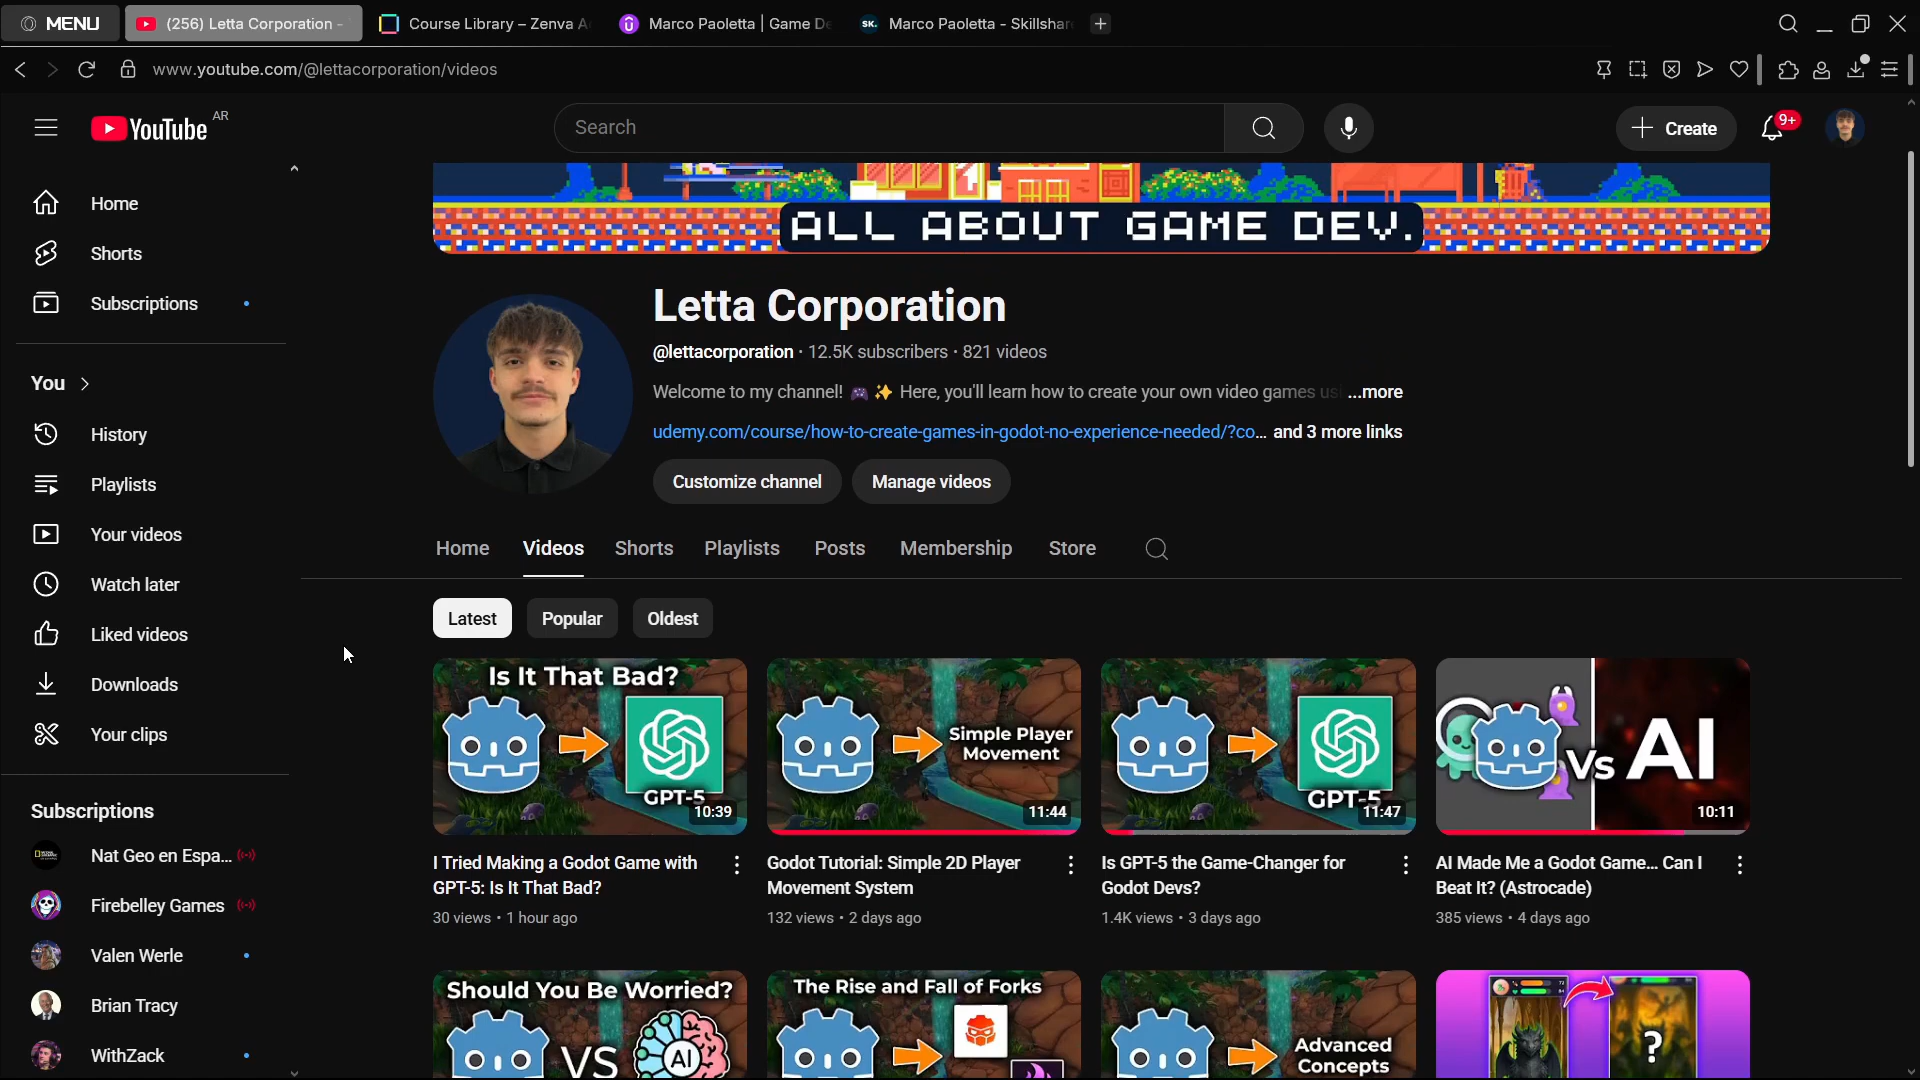 MENU
(256) Letta Corporation -
Course Library – Zenva A
Marco Paoletta | Game De
Marco Paoletta - Skillshar
www.youtube.com/@lettacorporation/videos
YouTube AR
Search
Create
9+
Home
Shorts
Subscriptions
You
History
Playlists
Your videos
Watch later
Liked videos
Downloads
Your clips
Subscriptions
Nat Geo en Espa...
Firebelley Games
Valen Werle
Brian Tracy
WithZack
ALL ABOUT GAME DEV.
Letta Corporation
@lettacorporation · 12.5K subscribers · 821 videos
Welcome to my channel! 🎮 ✨ Here, you'll learn how to create your own video games usi ...more
udemy.com/course/how-to-create-games-in-godot-no-experience-needed/?co... and 3 more links
Customize channel
Manage videos
Home
Videos
Shorts
Playlists
Posts
Membership
Store
Latest
Popular
Oldest
Is It That Bad?
GPT-5
10:39
I Tried Making a Godot Game with
GPT-5: Is It That Bad?
30 views • 1 hour ago
Simple Player
Movement
11:44
Godot Tutorial: Simple 2D Player
Movement System
132 views • 2 days ago
GPT-5
11:47
Is GPT-5 the Game-Changer for
Godot Devs?
1.4K views • 3 days ago
Vs AI
10:11
AI Made Me a Godot Game... Can I
Beat It? (Astrocade)
385 views • 4 days ago
Should You Be Worried?
VS
AI
The Rise and Fall of Forks
Advanced
Concepts
?